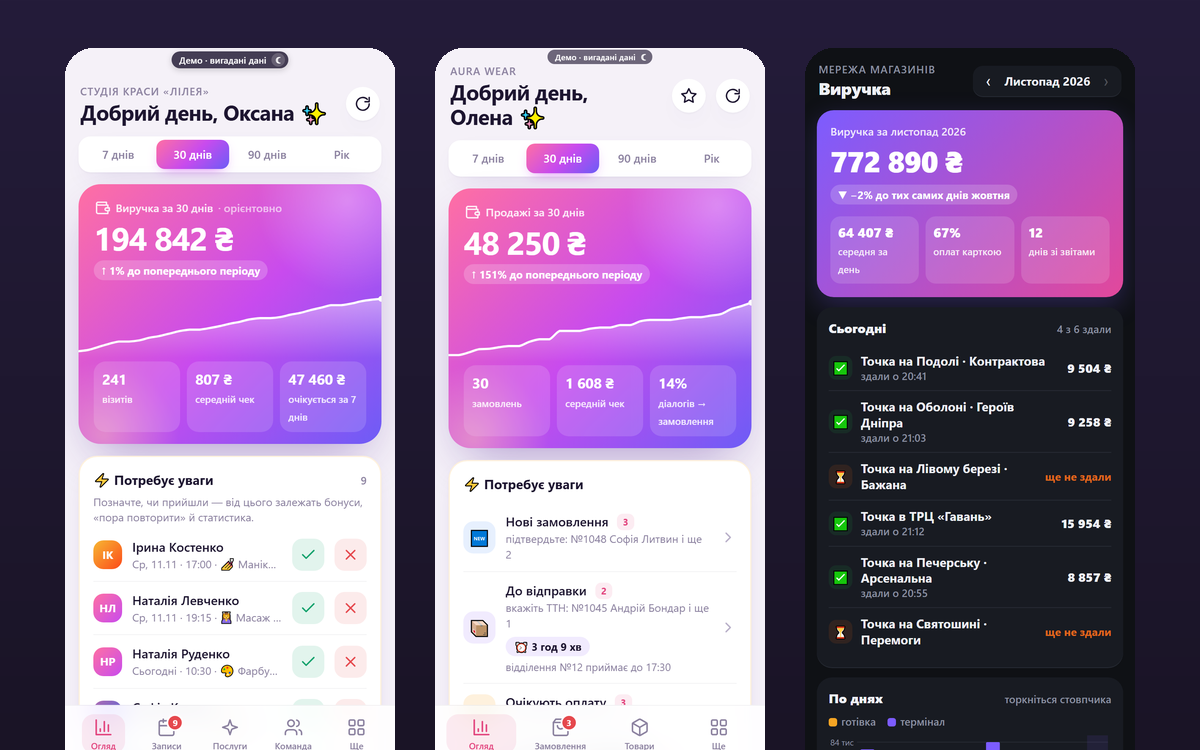 Демо · вигадані дані
СТУДІЯ КРАСИ «ЛІЛЕЯ»
Добрий день, Оксана
7 днів
30 днів
90 днів
Рік
Виручка за 30 днів · орієнтовно
194 842 ₴
↑ 1% до попереднього періоду
241
візитів
807 ₴
середній чек
47 460 ₴
очікується за 7
днів
Потребує уваги
9
Позначте, чи прийшли — від цього залежать бонуси,
«пора повторити» й статистика.
ІК
Ірина Костенко
Ср, 11.11 · 17:00 · Манік...
НЛ
Наталія Левченко
Ср, 11.11 · 19:15 · Масаж ...
НР
Наталія Руденко
Сьогодні · 10:30 · Фарбу...
Огляд
9
Записи
Послуги
Команда
Ще
Демо · вигадані дані
AURA WEAR
Добрий день,
Олена
7 днів
30 днів
90 днів
Рік
Продажі за 30 днів
48 250 ₴
↑ 151% до попереднього періоду
30
замовлень
1 608 ₴
середній чек
14%
діалогів →
замовлення
Потребує уваги
NEW
Нові замовлення 3
підтвердьте: №1048 Софія Литвин і ще
2
До відправки 2
вкажіть ТТН: №1045 Андрій Бондар і ще
1
3 год 9 хв
відділення №12 приймає до 17:30
Очікують оплату 3
Огляд
3
Замовлення
Товари
Ще
МЕРЕЖА МАГАЗИНІВ
Виручка
‹ Листопад 2026 ›
Виручка за листопад 2026
772 890 ₴
▼ −2% до тих самих днів жовтня
64 407 ₴
середня за
день
67%
оплат карткою
12
днів зі звітами
Сьогодні
4 з 6 здали
Точка на Подолі · Контрактова
здали о 20:41
9 504 ₴
Точка на Оболоні · Героїв
Дніпра
здали о 21:03
9 258 ₴
Точка на Лівому березі ·
Бажана
ще не здали
Точка в ТРЦ «Гавань»
здали о 21:12
15 954 ₴
Точка на Печерську ·
Арсенальна
здали о 20:55
8 857 ₴
Точка на Святошині ·
Перемоги
ще не здали
По днях
торкніться стовпчика
готівка
термінал
84 тис